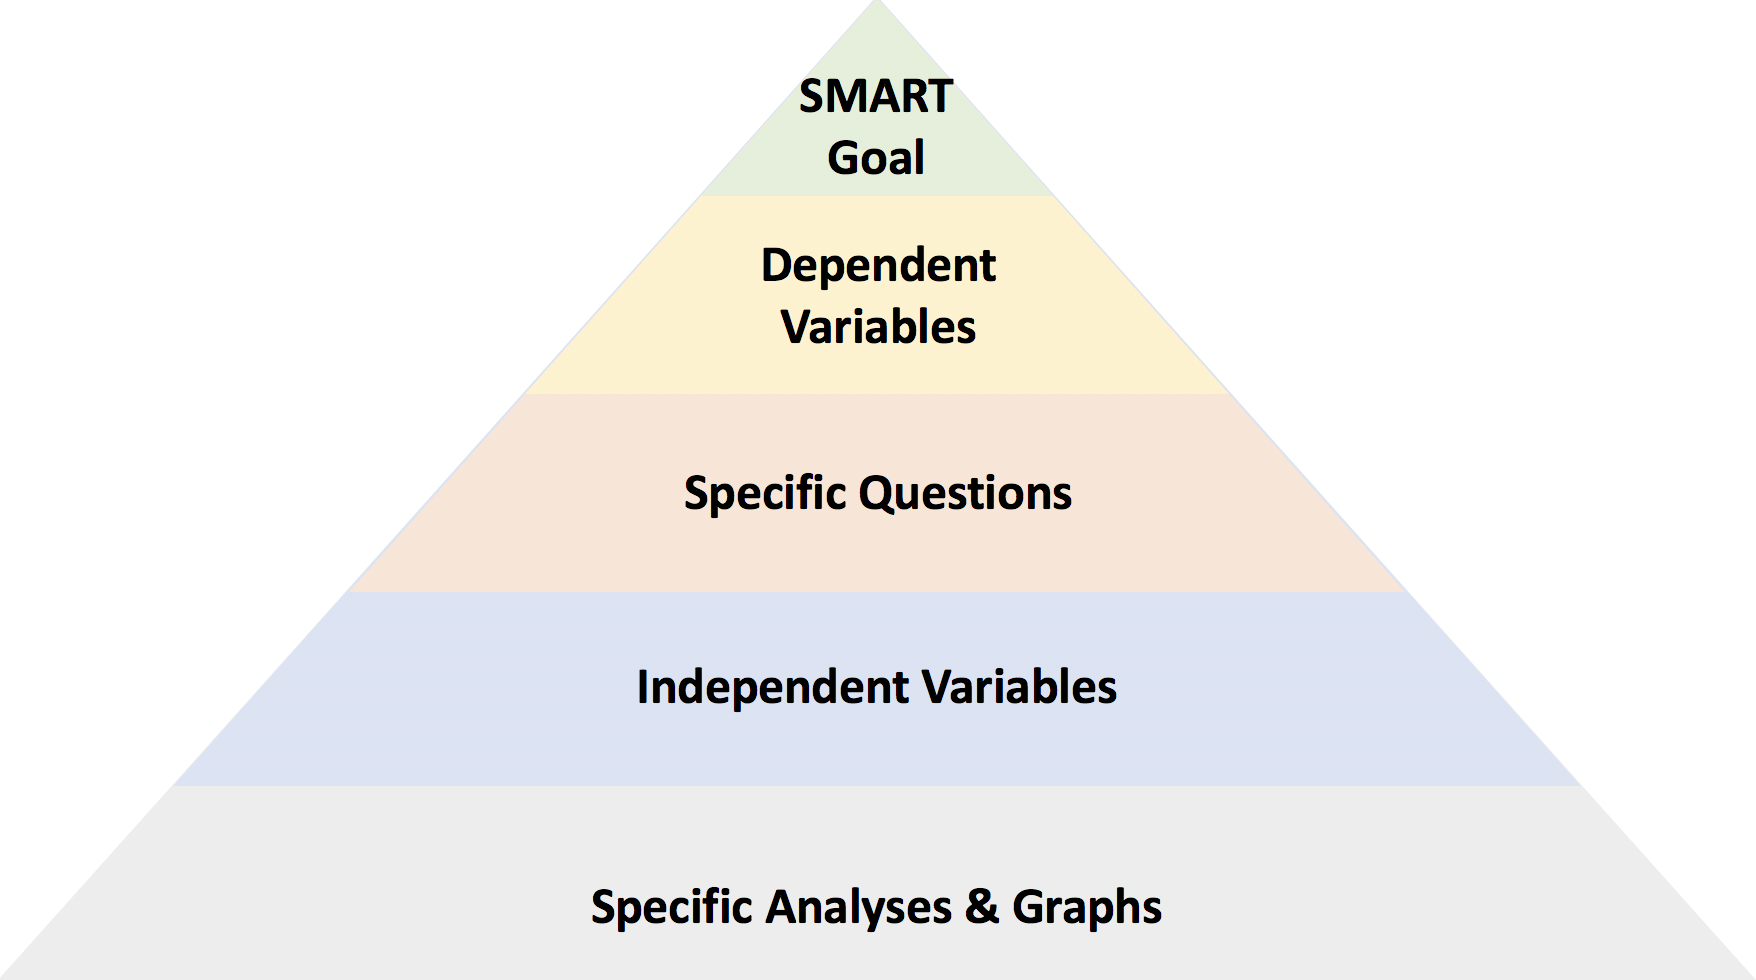 SMART
Goal
Dependent
Variables
Specific Questions
Independent Variables
Specific Analyses & Graphs